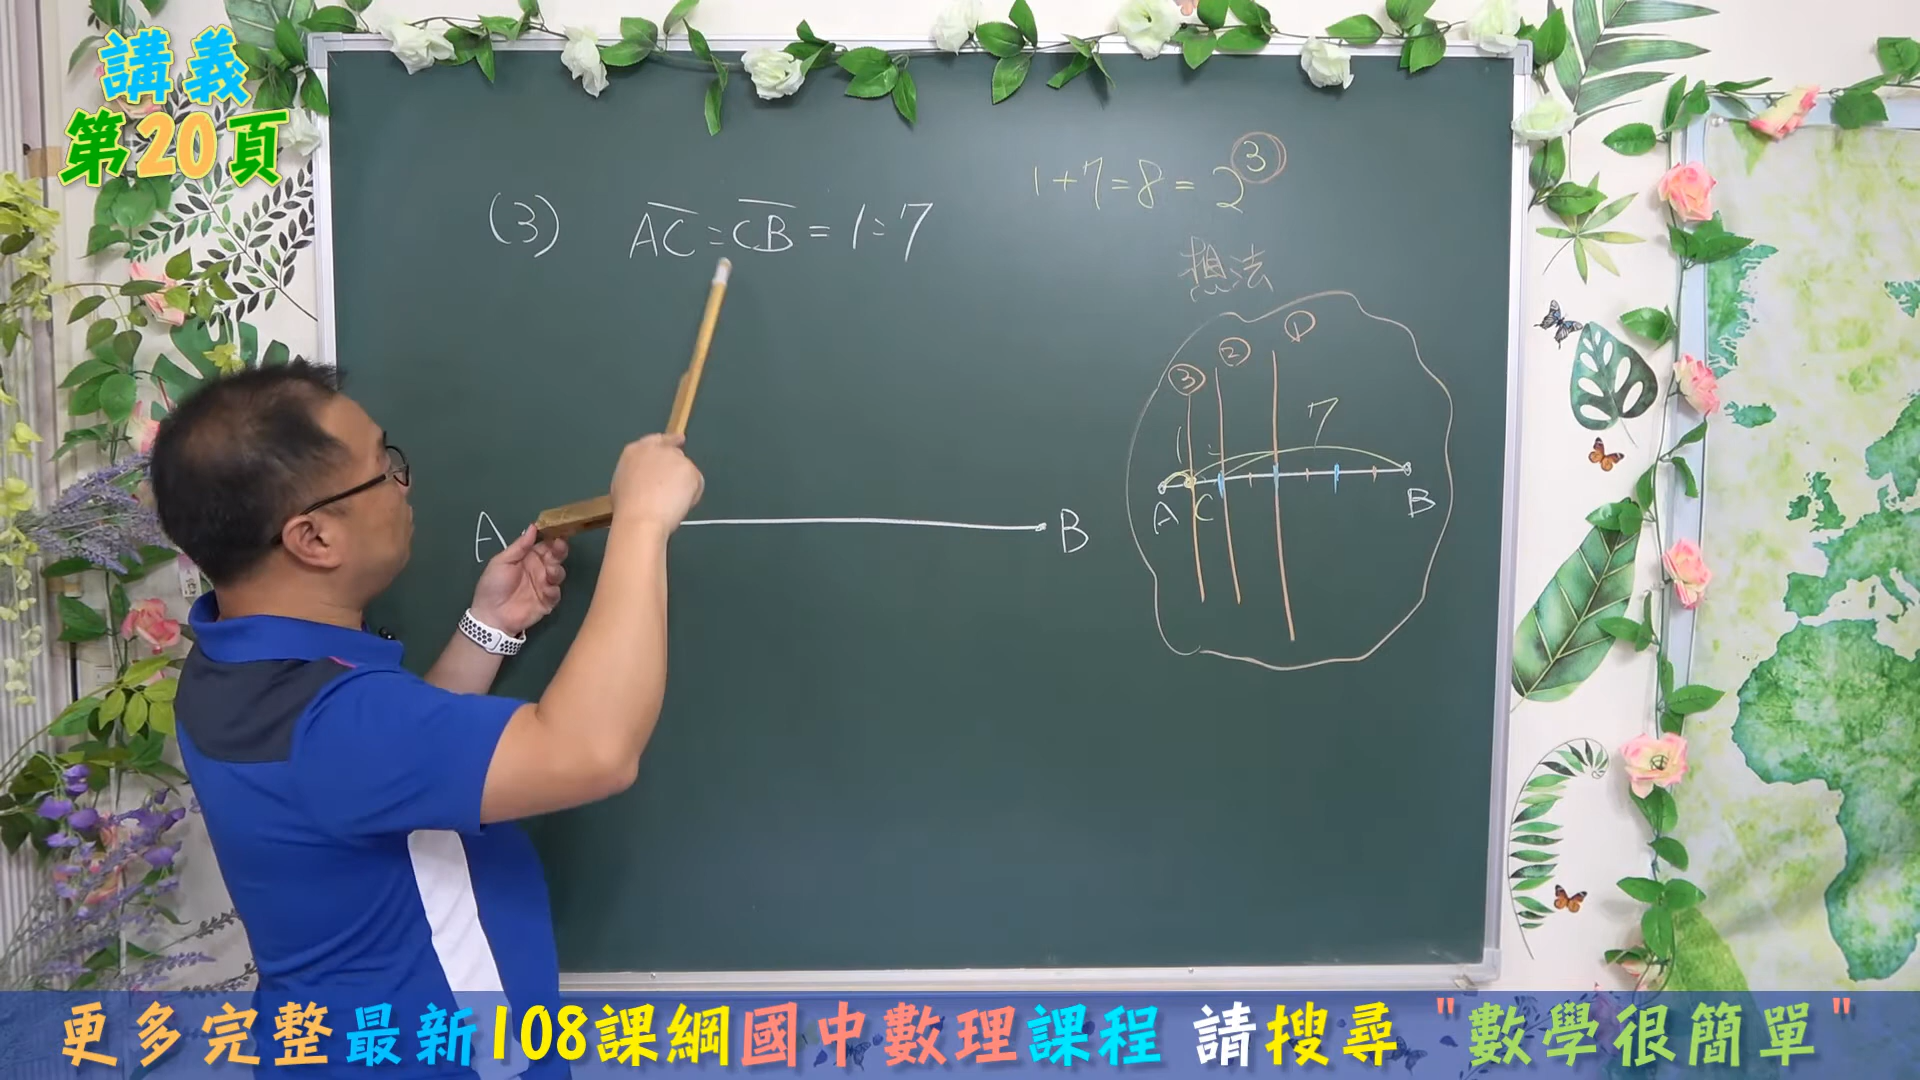 講義
第20頁
(3) AC:CB=1:7
1+7=8=2³
想法
③ ② ①
1 : 7
A C B
A B
更多完整最新108課綱國中數理課程 請搜尋 "數學很簡單"